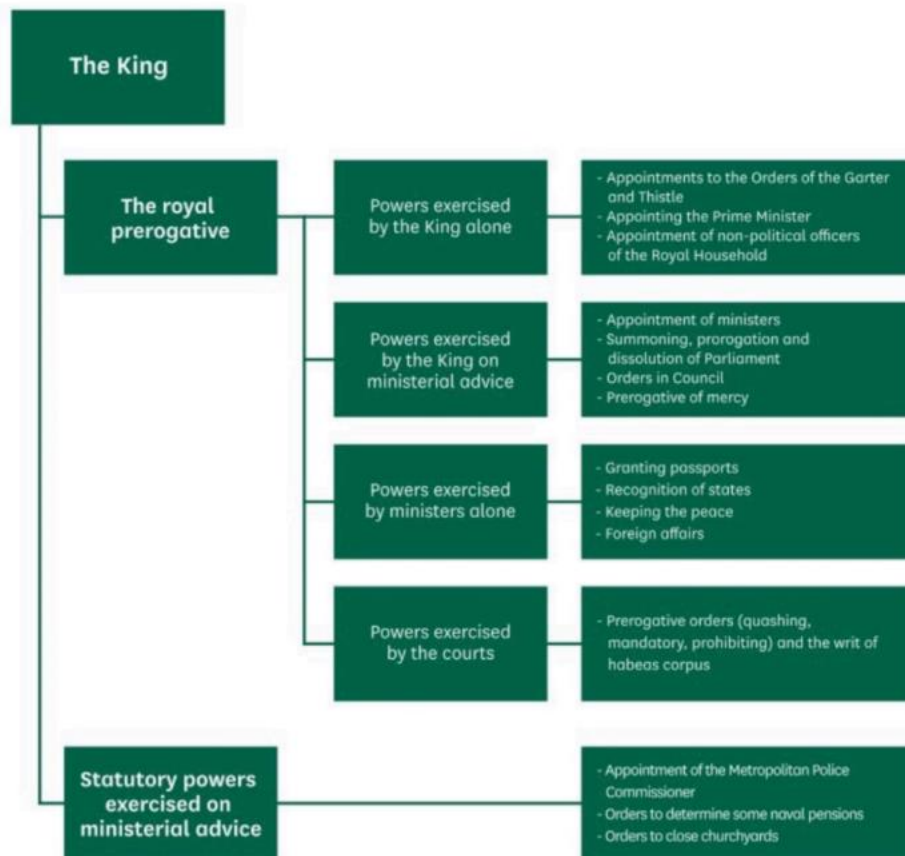 The King
The royal
prerogative
Powers exercised
by the King alone
- Appointments to the Orders of the Garter
and Thistle
- Appointing the Prime Minister
- Appointment of non-political officers
of the Royal Household
Powers exercised
by the King on
ministerial advice
- Appointment of ministers
- Summoning, prorogation and
dissolution of Parliament
- Orders in Council
- Prerogative of mercy
Powers exercised
by ministers alone
- Granting passports
- Recognition of states
- Keeping the peace
- Foreign affairs
Powers exercised
by the courts
- Prerogative orders (quashing,
mandatory, prohibiting) and the writ of
habeas corpus
Statutory powers
exercised on
ministerial advice
- Appointment of the Metropolitan Police
Commissioner
- Orders to determine some naval pensions
- Orders to close churchyards